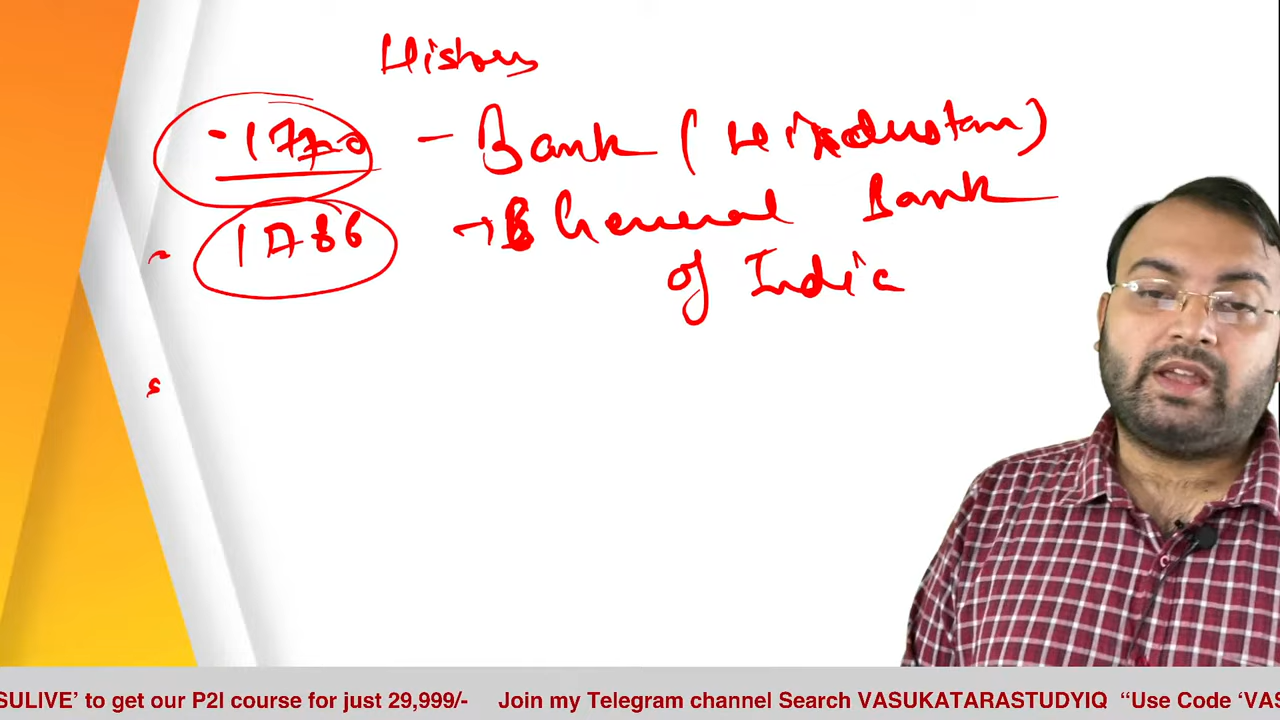 History
1770 - Bank (Hindustan)
1786 → General Bank
of India
SULIVE’ to get our P2I course for just 29,999/- Join my Telegram channel Search VASUKATARASTUDYIQ “Use Code ‘VAS